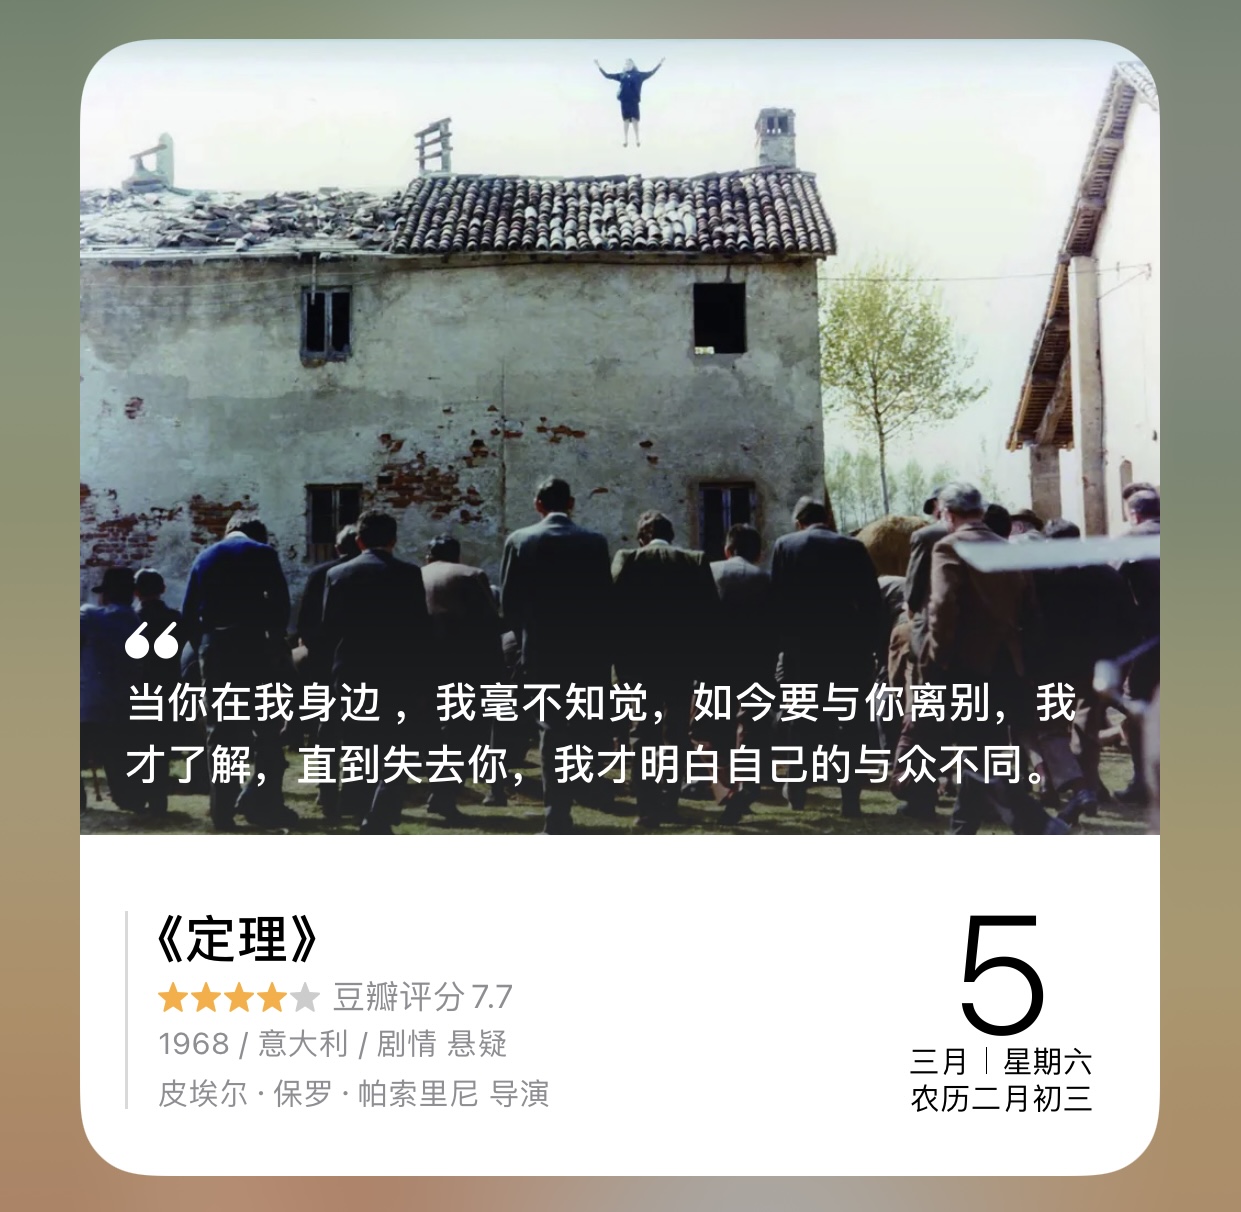 “
当你在我身边 ，我毫不知觉，如今要与你离别，我
才了解，直到失去你，我才明白自己的与众不同。
《定理》
豆瓣评分 7.7
1968 / 意大利 / 剧情 悬疑
皮埃尔 · 保罗 · 帕索里尼 导演
5
三月 | 星期六
农历二月初三